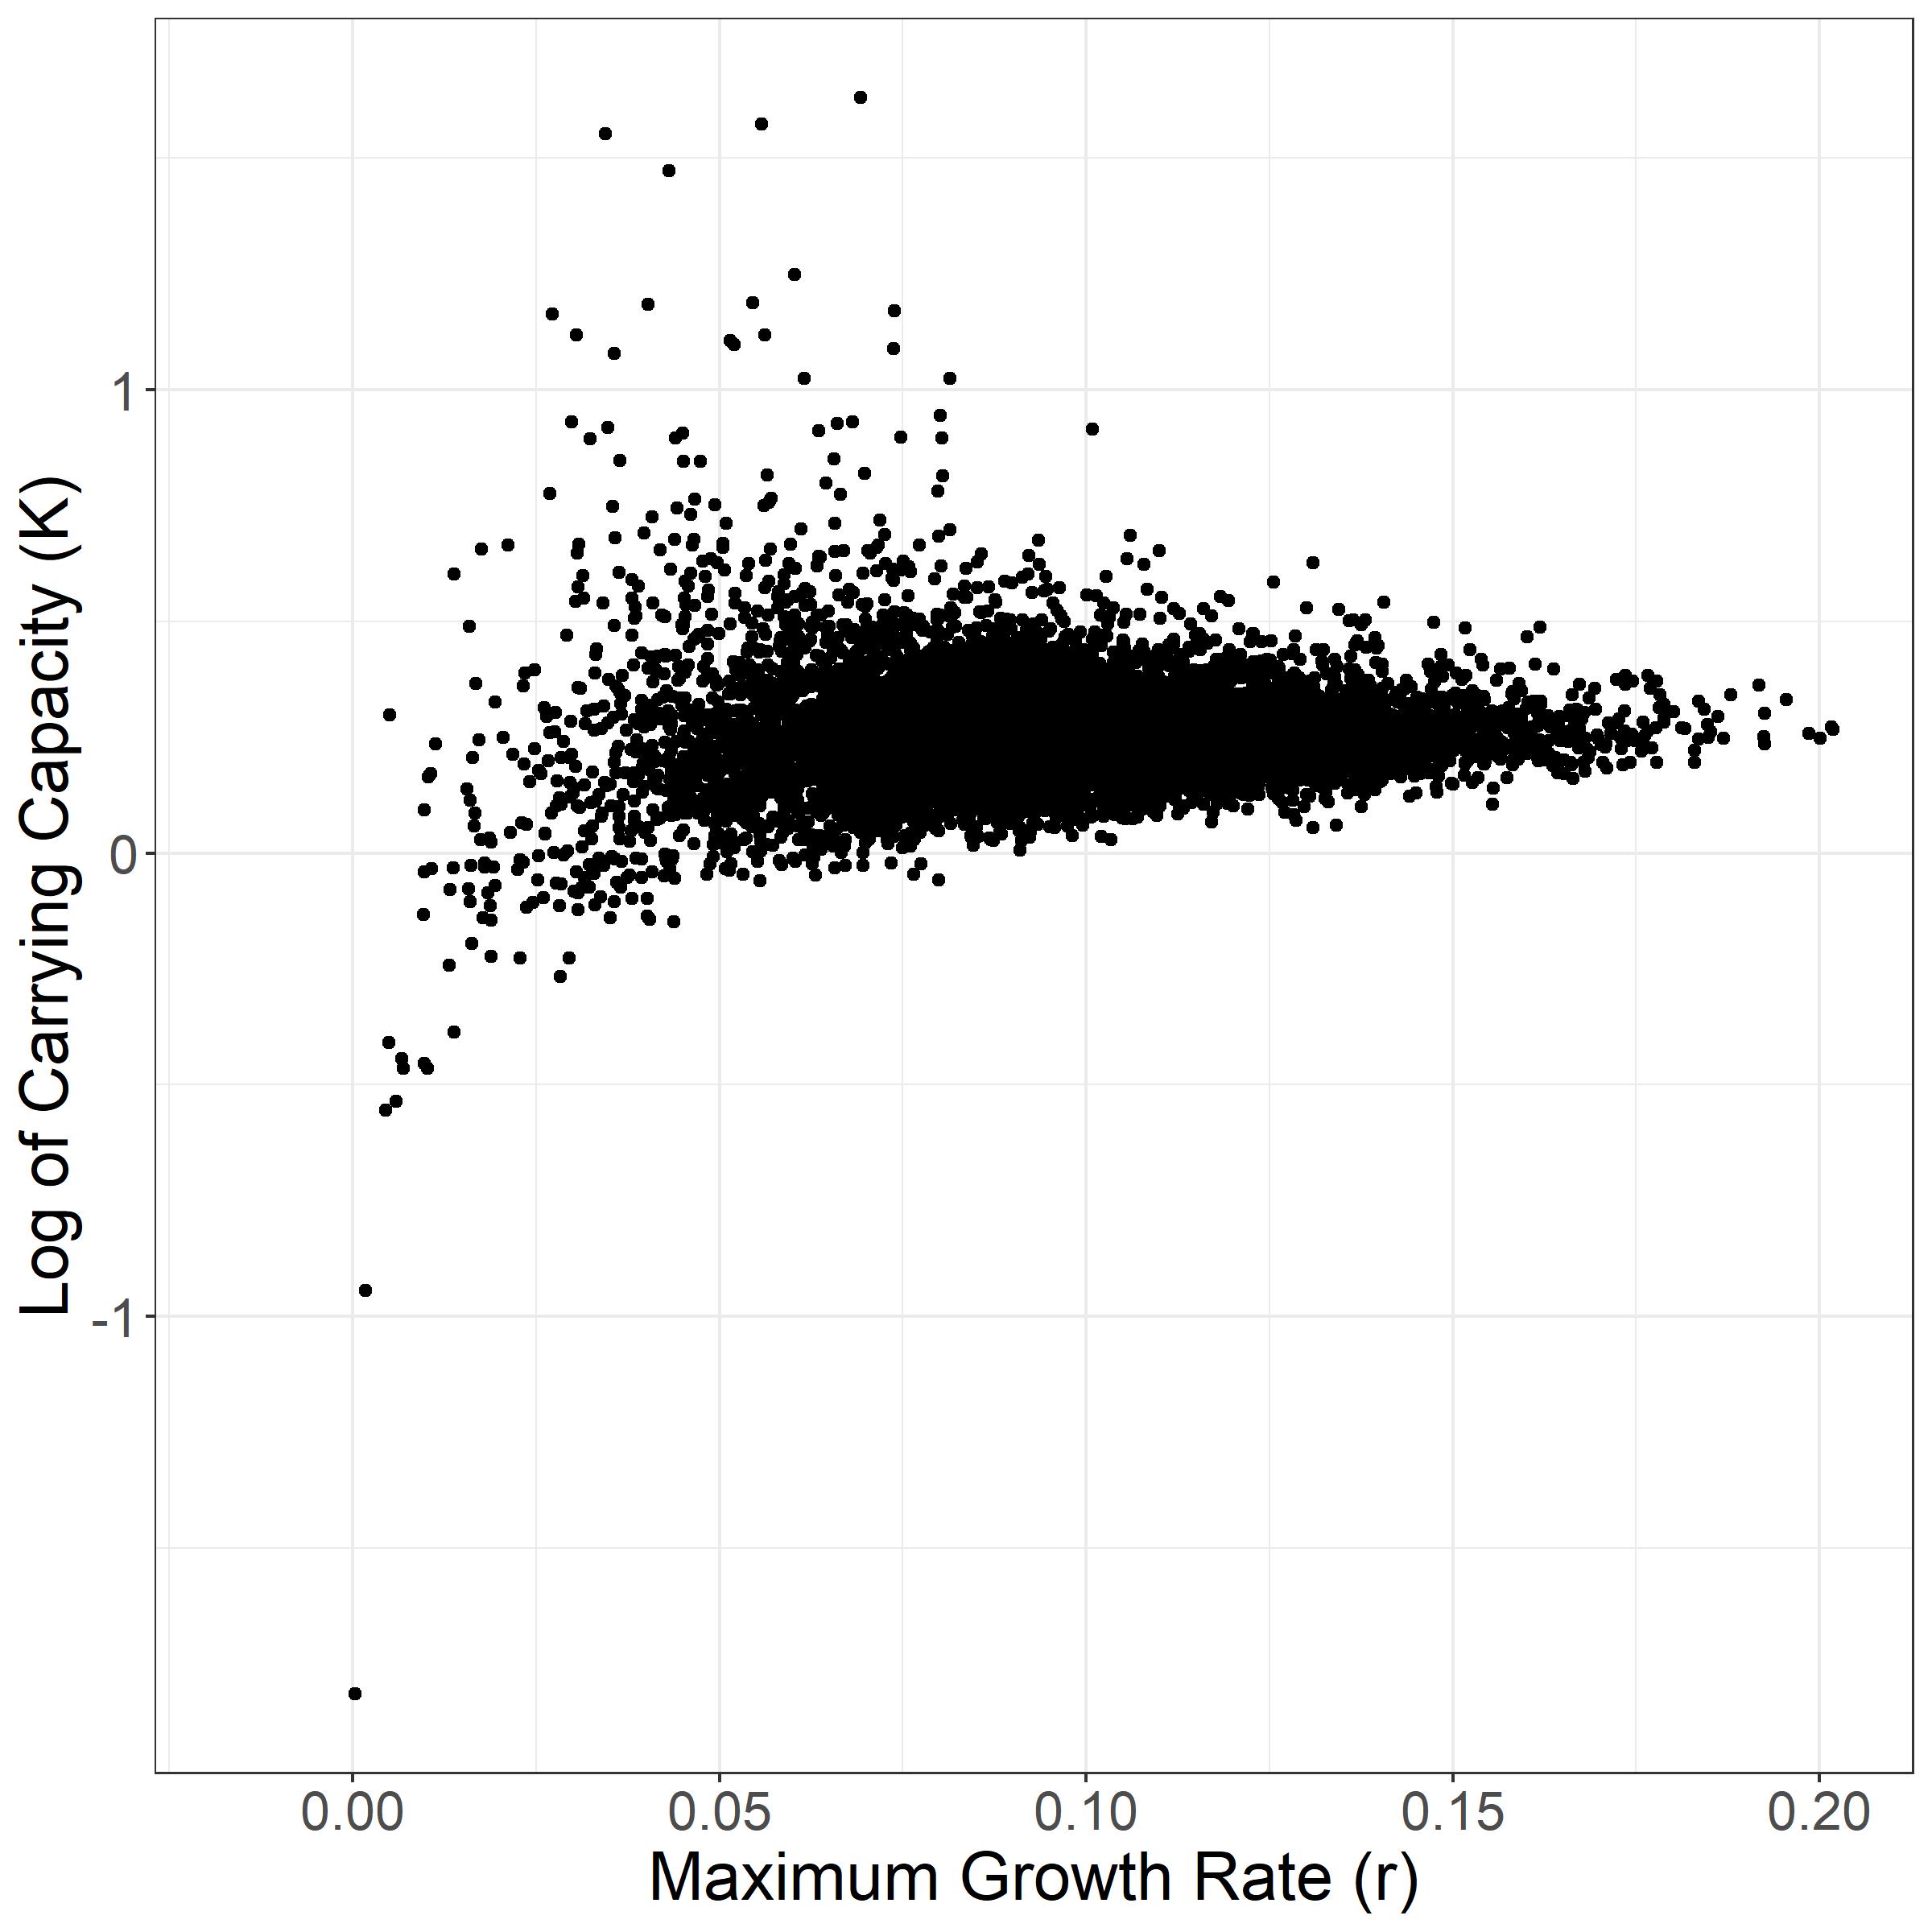 Log of Carrying Capacity (K)
1
0
-1
0.00 0.05 0.10 0.15 0.20
Maximum Growth Rate (r)